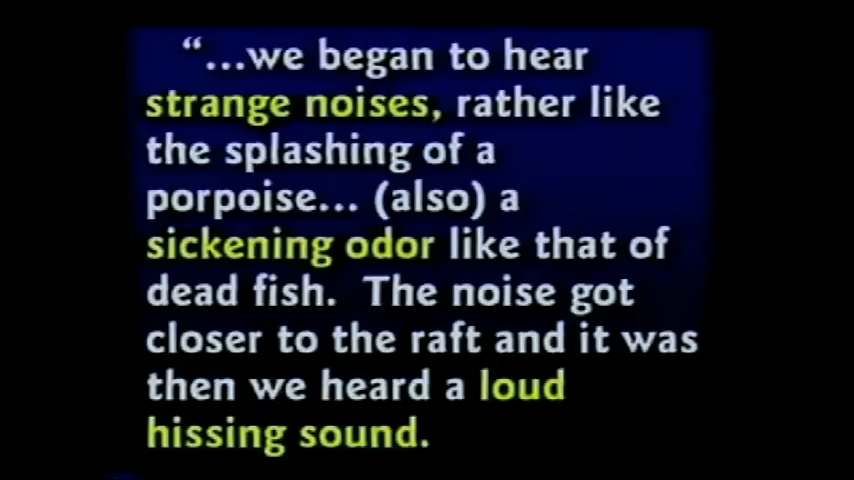 “...we began to hear
strange noises, rather like
the splashing of a
porpoise... (also) a
sickening odor like that of
dead fish.  The noise got
closer to the raft and it was
then we heard a loud
hissing sound.